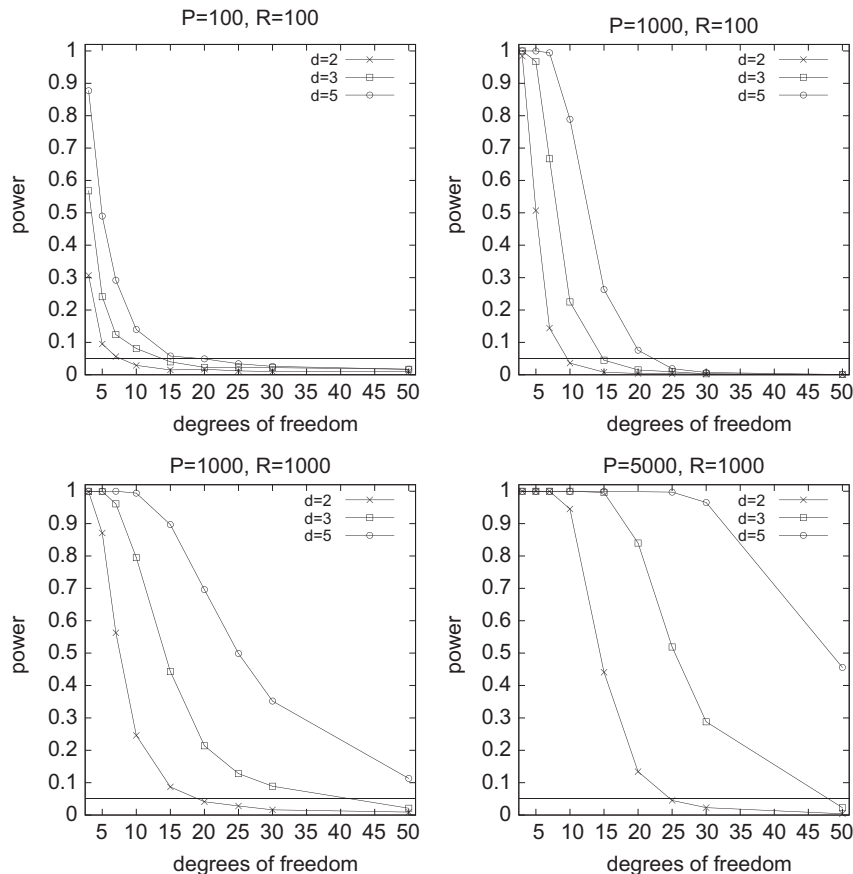 P=100, R=100
1
0.9
0.8
0.7
0.6
0.5
0.4
0.3
0.2
0.1
0
power
d=2
d=3
d=5
5 10 15 20 25 30 35 40 45 50
degrees of freedom
P=1000, R=100
1
0.9
0.8
0.7
0.6
0.5
0.4
0.3
0.2
0.1
0
power
d=2
d=3
d=5
5 10 15 20 25 30 35 40 45 50
degrees of freedom
P=1000, R=1000
1
0.9
0.8
0.7
0.6
0.5
0.4
0.3
0.2
0.1
0
power
d=2
d=3
d=5
5 10 15 20 25 30 35 40 45 50
degrees of freedom
P=5000, R=1000
1
0.9
0.8
0.7
0.6
0.5
0.4
0.3
0.2
0.1
0
power
d=2
d=3
d=5
5 10 15 20 25 30 35 40 45 50
degrees of freedom